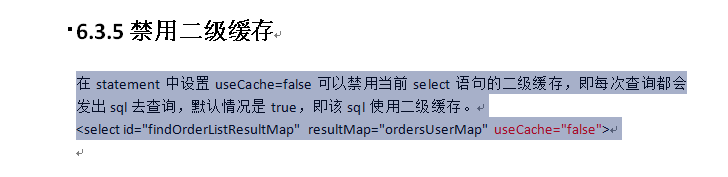 6.3.5 禁用二级缓存
在 statement 中设置 useCache=false 可以禁用当前 select 语句的二级缓存，即每次查询都会
发出 sql 去查询，默认情况是 true，即该 sql 使用二级缓存。
<select id="findOrderListResultMap" resultMap="ordersUserMap" useCache="false">